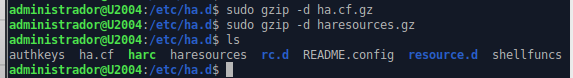 administrador@U2004:/etc/ha.d$ sudo gzip -d ha.cf.gz
administrador@U2004:/etc/ha.d$ sudo gzip -d haresources.gz
administrador@U2004:/etc/ha.d$ ls
authkeys ha.cf harc haresources rc.d README.config resource.d shellfuncs
administrador@U2004:/etc/ha.d$